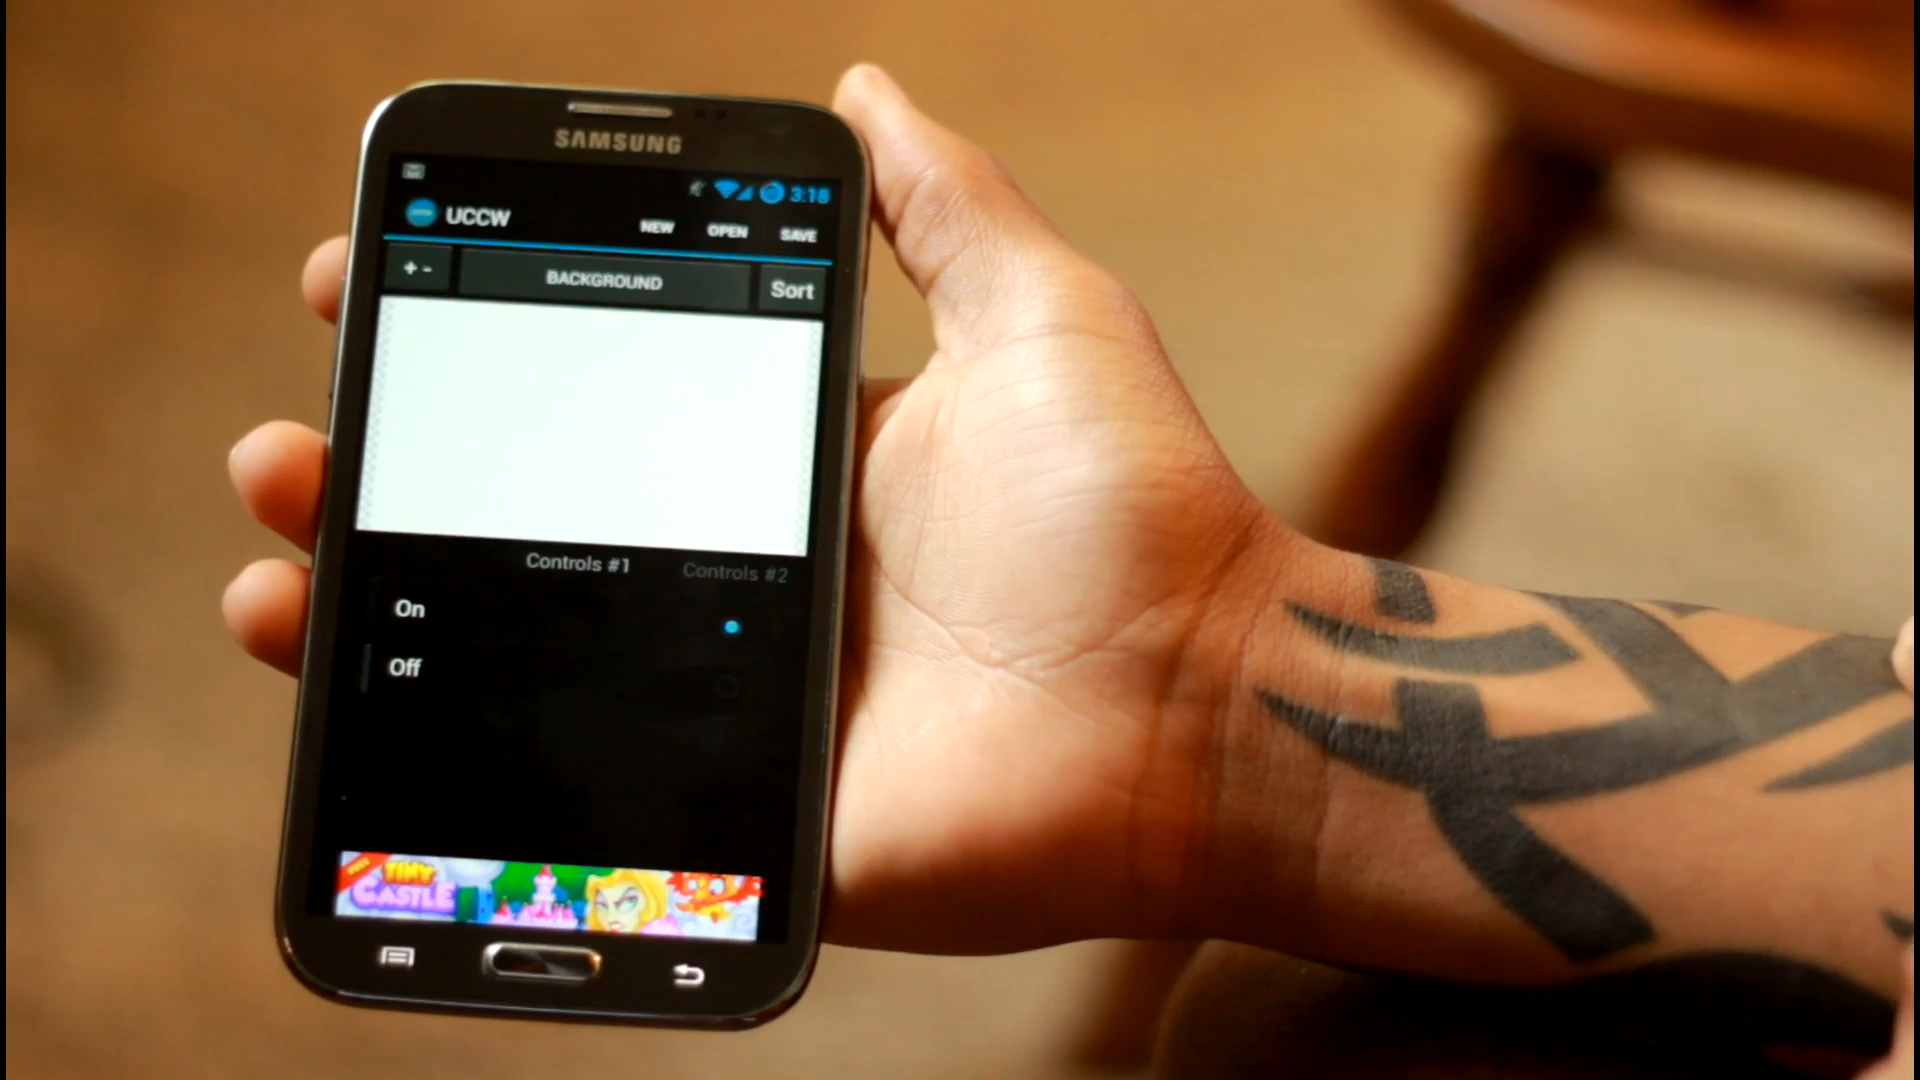 SAMSUNG
3:18
UCCW
NEW
OPEN
SAVE
+ -
BACKGROUND
Sort
Controls #1
Controls #2
On
Off
TINY
CASTLE